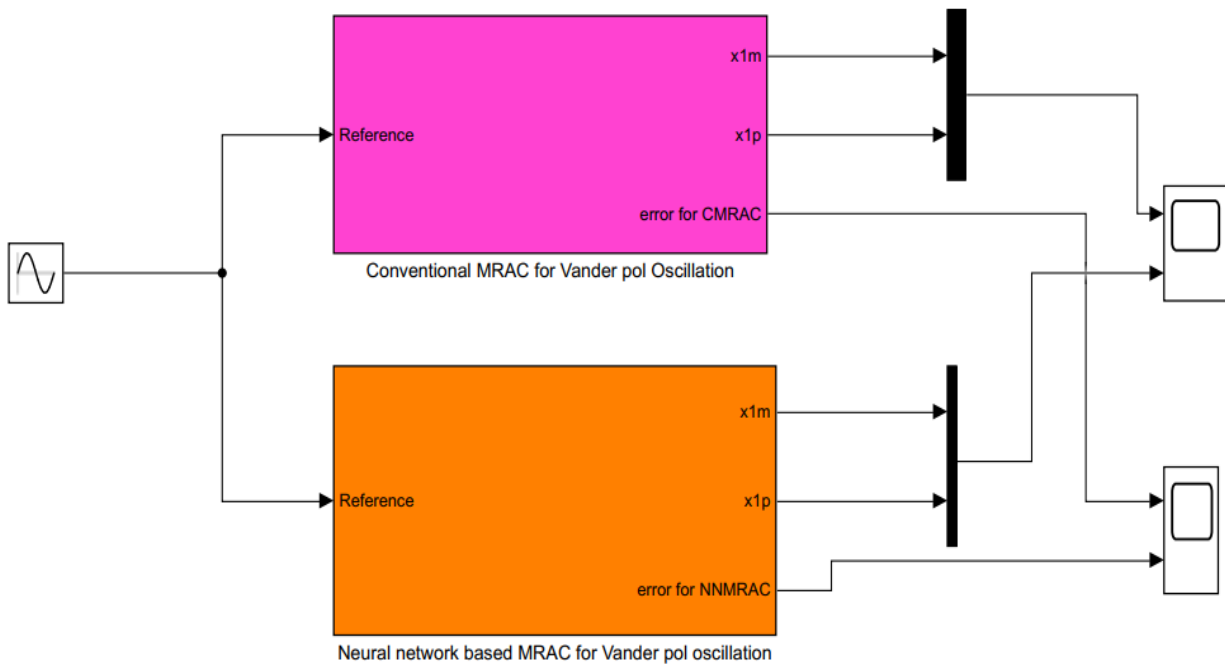 x1m
Reference
x1p
error for CMRAC
Conventional MRAC for Vander pol Oscillation
x1m
Reference
x1p
error for NNMRAC
Neural network based MRAC for Vander pol oscillation